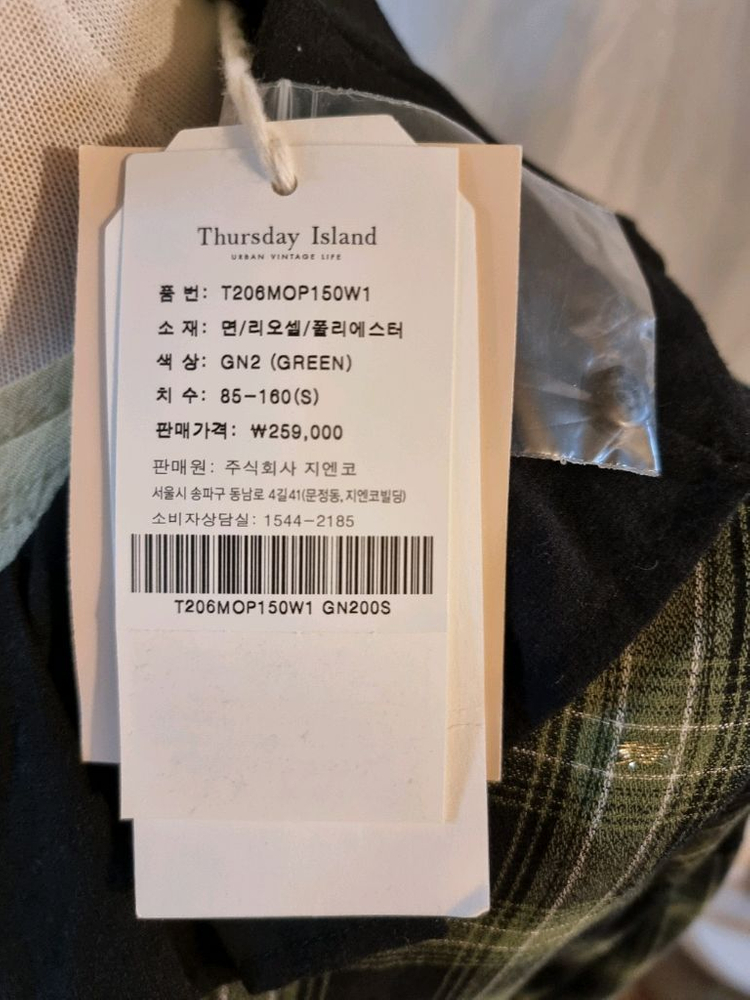 Thursday Island
URBAN VINTAGE LIFE
품 번: T206MOP150W1
소 재: 면/리오셀/폴리에스터
색 상: GN2 (GREEN)
치 수: 85-160(S)
판매가격: ₩259,000
판매원: 주식회사 지엔코
서울시 송파구 동남로 4길41(문정동,지엔코빌딩)
소비자상담실: 1544-2185
T206MOP150W1 GN200S